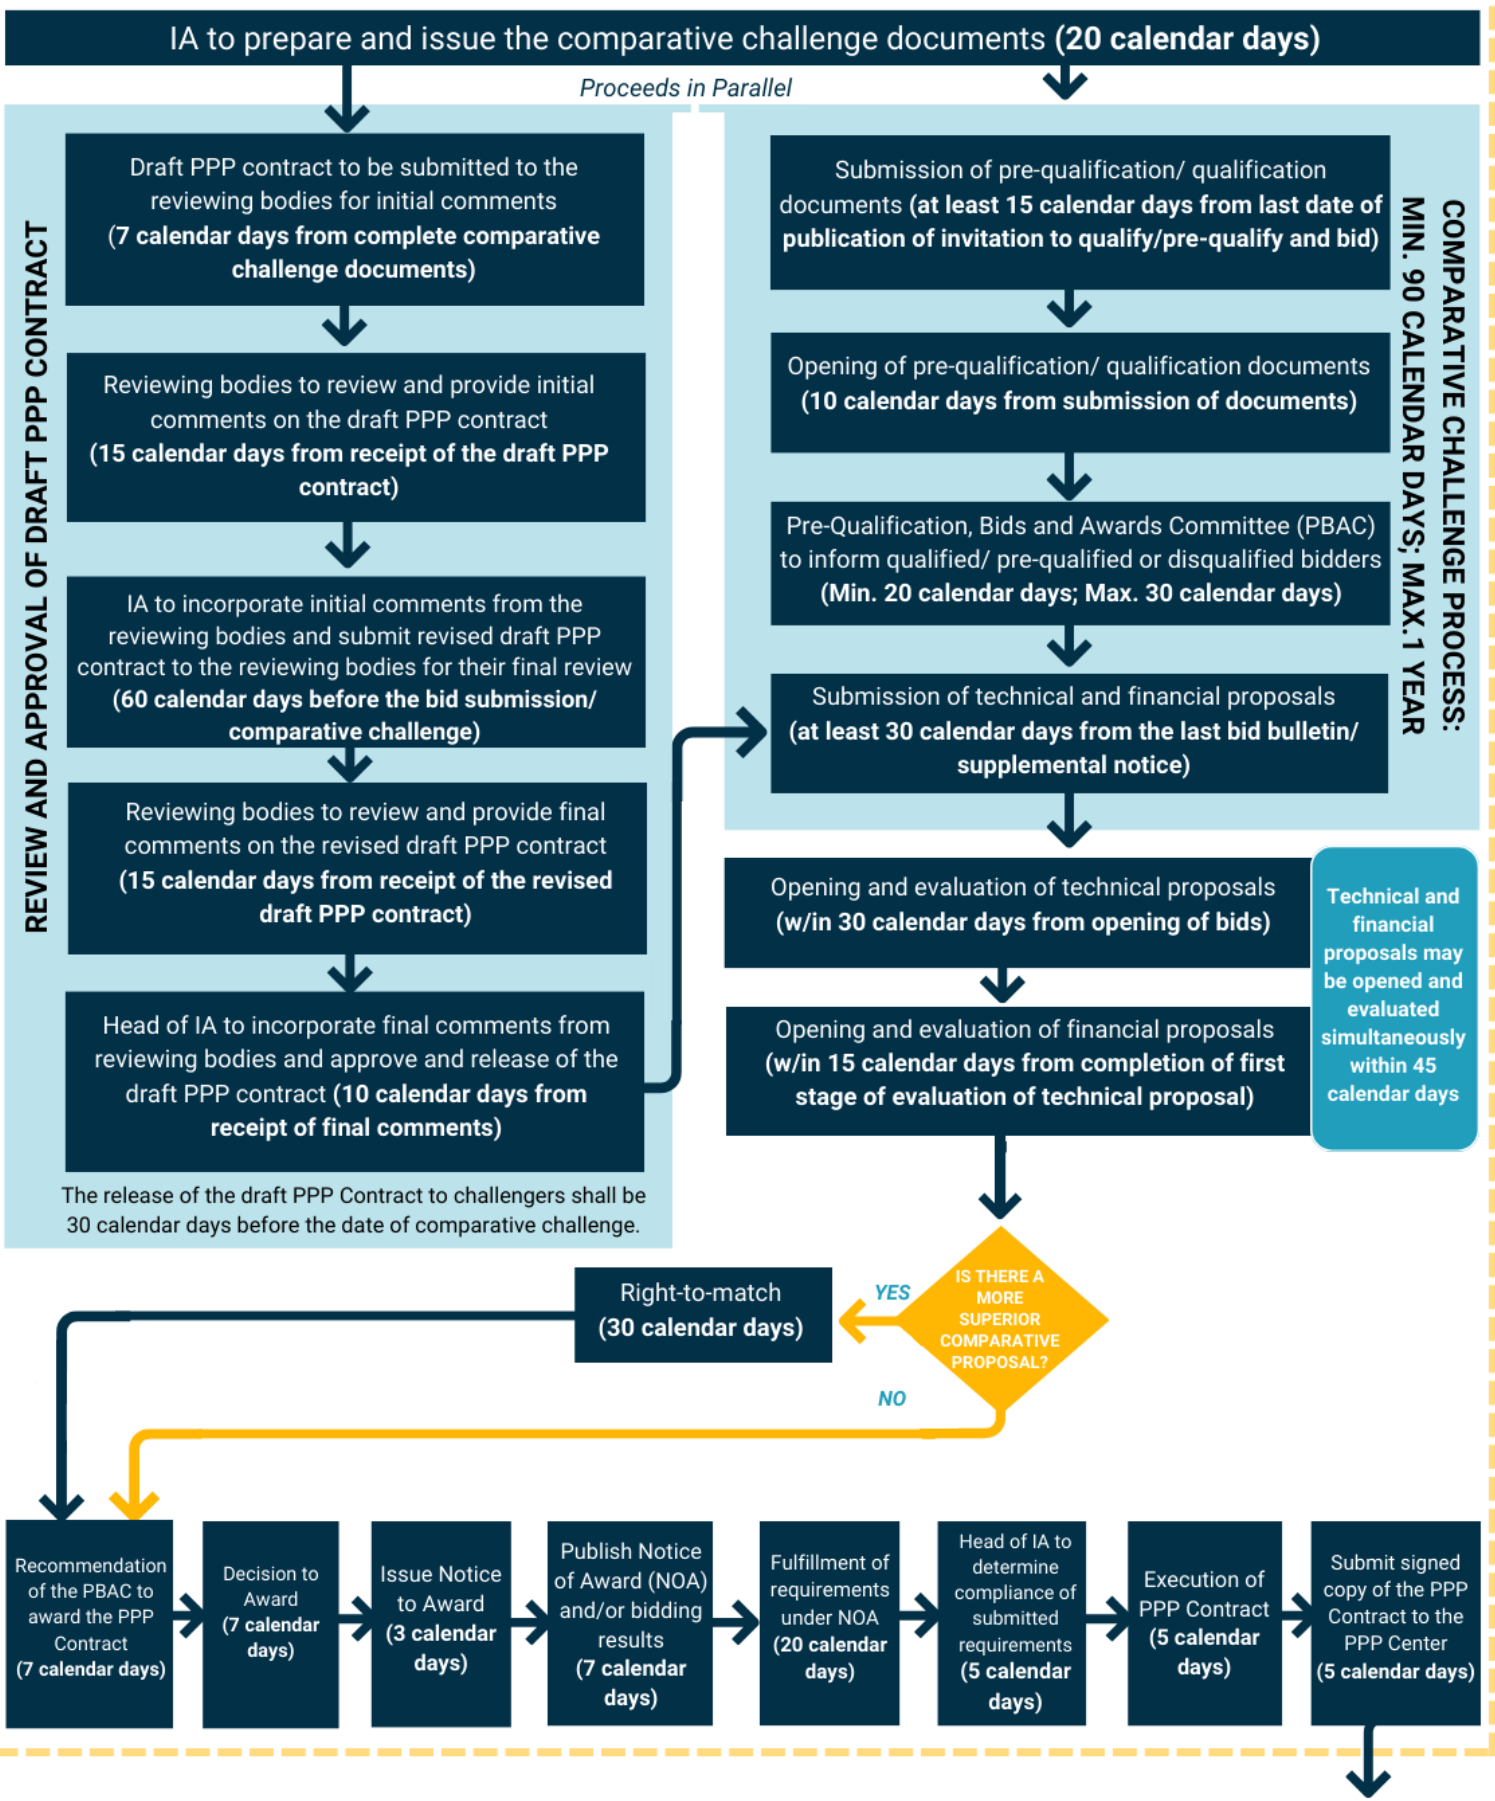 IA to prepare and issue the comparative challenge documents (20 calendar days)
Proceeds in Parallel
REVIEW AND APPROVAL OF DRAFT PPP CONTRACT
Draft PPP contract to be submitted to the
reviewing bodies for initial comments
(7 calendar days from complete comparative
challenge documents)
Reviewing bodies to review and provide initial
comments on the draft PPP contract
(15 calendar days from receipt of the draft PPP
contract)
IA to incorporate initial comments from the
reviewing bodies and submit revised draft PPP
contract to the reviewing bodies for their final review
(60 calendar days before the bid submission/
comparative challenge)
Reviewing bodies to review and provide final
comments on the revised draft PPP contract
(15 calendar days from receipt of the revised
draft PPP contract)
Head of IA to incorporate final comments from
reviewing bodies and approve and release of the
draft PPP contract (10 calendar days from
receipt of final comments)
The release of the draft PPP Contract to challengers shall be
30 calendar days before the date of comparative challenge.
COMPARATIVE CHALLENGE PROCESS:
MIN. 90 CALENDAR DAYS; MAX.1 YEAR
Submission of pre-qualification/ qualification
documents (at least 15 calendar days from last date of
publication of invitation to qualify/pre-qualify and bid)
Opening of pre-qualification/ qualification documents
(10 calendar days from submission of documents)
Pre-Qualification, Bids and Awards Committee (PBAC)
to inform qualified/ pre-qualified or disqualified bidders
(Min. 20 calendar days; Max. 30 calendar days)
Submission of technical and financial proposals
(at least 30 calendar days from the last bid bulletin/
supplemental notice)
Opening and evaluation of technical proposals
(w/in 30 calendar days from opening of bids)
Opening and evaluation of financial proposals
(w/in 15 calendar days from completion of first
stage of evaluation of technical proposal)
Technical and
financial
proposals may
be opened and
evaluated
simultaneously
within 45
calendar days
IS THERE A
MORE
SUPERIOR
COMPARATIVE
PROPOSAL?
YES
Right-to-match
(30 calendar days)
NO
Recommendation
of the PBAC to
award the PPP
Contract
(7 calendar days)
Decision to
Award
(7 calendar
days)
Issue Notice
to Award
(3 calendar
days)
Publish Notice
of Award (NOA)
and/or bidding
results
(7 calendar
days)
Fulfillment of
requirements
under NOA
(20 calendar
days)
Head of IA to
determine
compliance of
submitted
requirements
(5 calendar
days)
Execution of
PPP Contract
(5 calendar
days)
Submit signed
copy of the PPP
Contract to the
PPP Center
(5 calendar days)